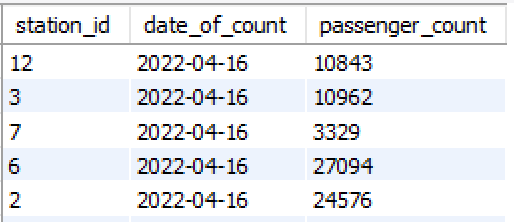 station_id date_of_count passenger_count
12 2022-04-16 10843
3 2022-04-16 10962
7 2022-04-16 3329
6 2022-04-16 27094
2 2022-04-16 24576